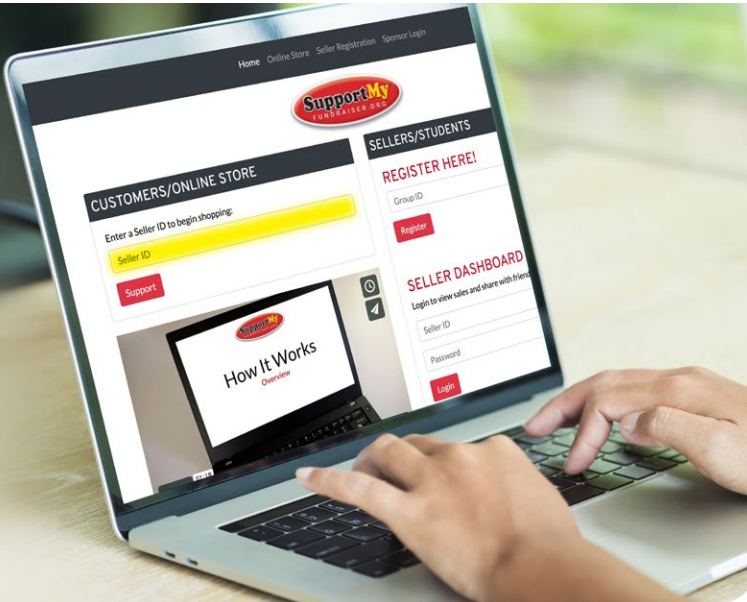 Home Online Store Seller Registration Sponsor Login
SupportMy
FUNDRAISER.ORG
CUSTOMERS/ONLINE STORE
Enter a Seller ID to begin shopping:
Seller ID
Support
SupportMy
How It Works
Overview
SELLERS/STUDENTS
REGISTER HERE!
Group ID
Register
SELLER DASHBOARD
Login to view sales and share with friend
Seller ID
Password
Login